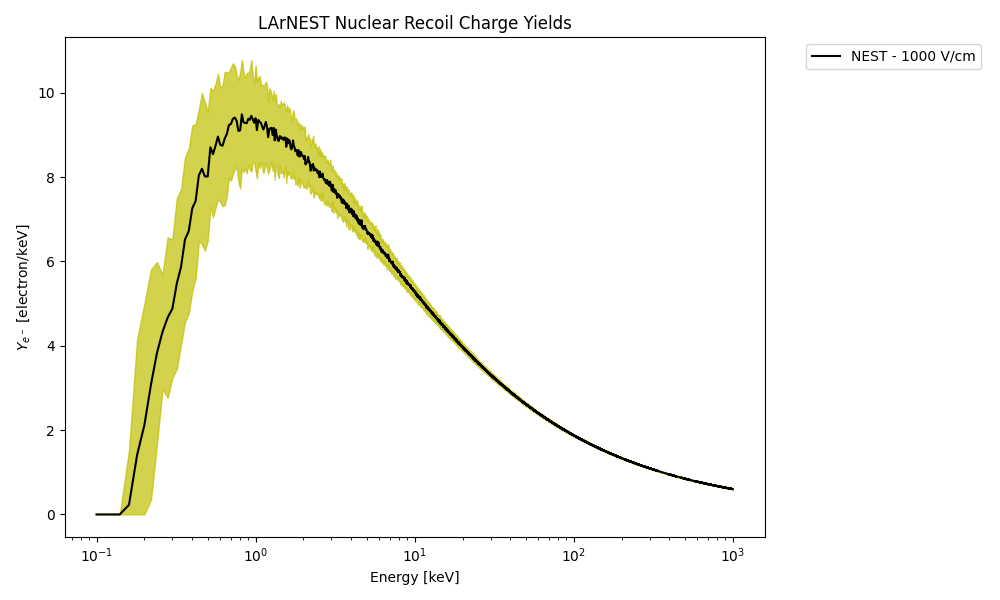 LArNEST Nuclear Recoil Charge Yields
NEST - 1000 V/cm
Y_{e^-} [electron/keV]
10
8
6
4
2
0
10^{-1}
10^{0}
10^{1}
10^{2}
10^{3}
Energy [keV]